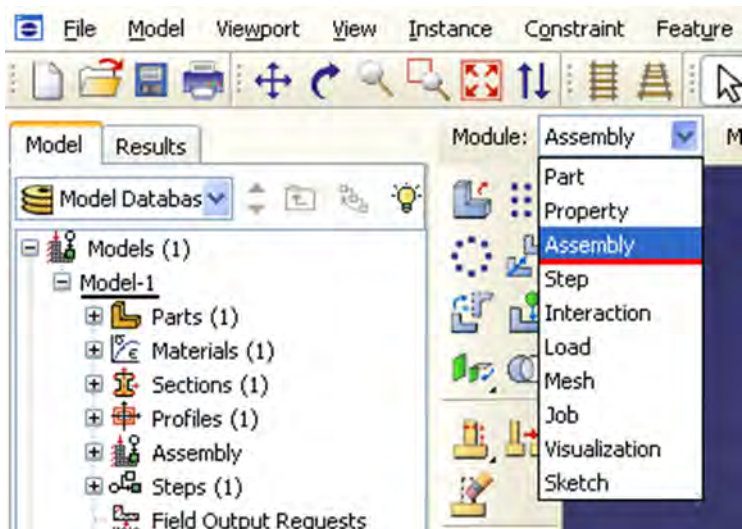 File Model Viewport View Instance Constraint Feature
Model Results
Module: Assembly M
Model Databas
Models (1)
Model-1
Parts (1)
Materials (1)
Sections (1)
Profiles (1)
Assembly
Steps (1)
Field Output Requests
Part
Property
Assembly
Step
Interaction
Load
Mesh
Job
Visualization
Sketch